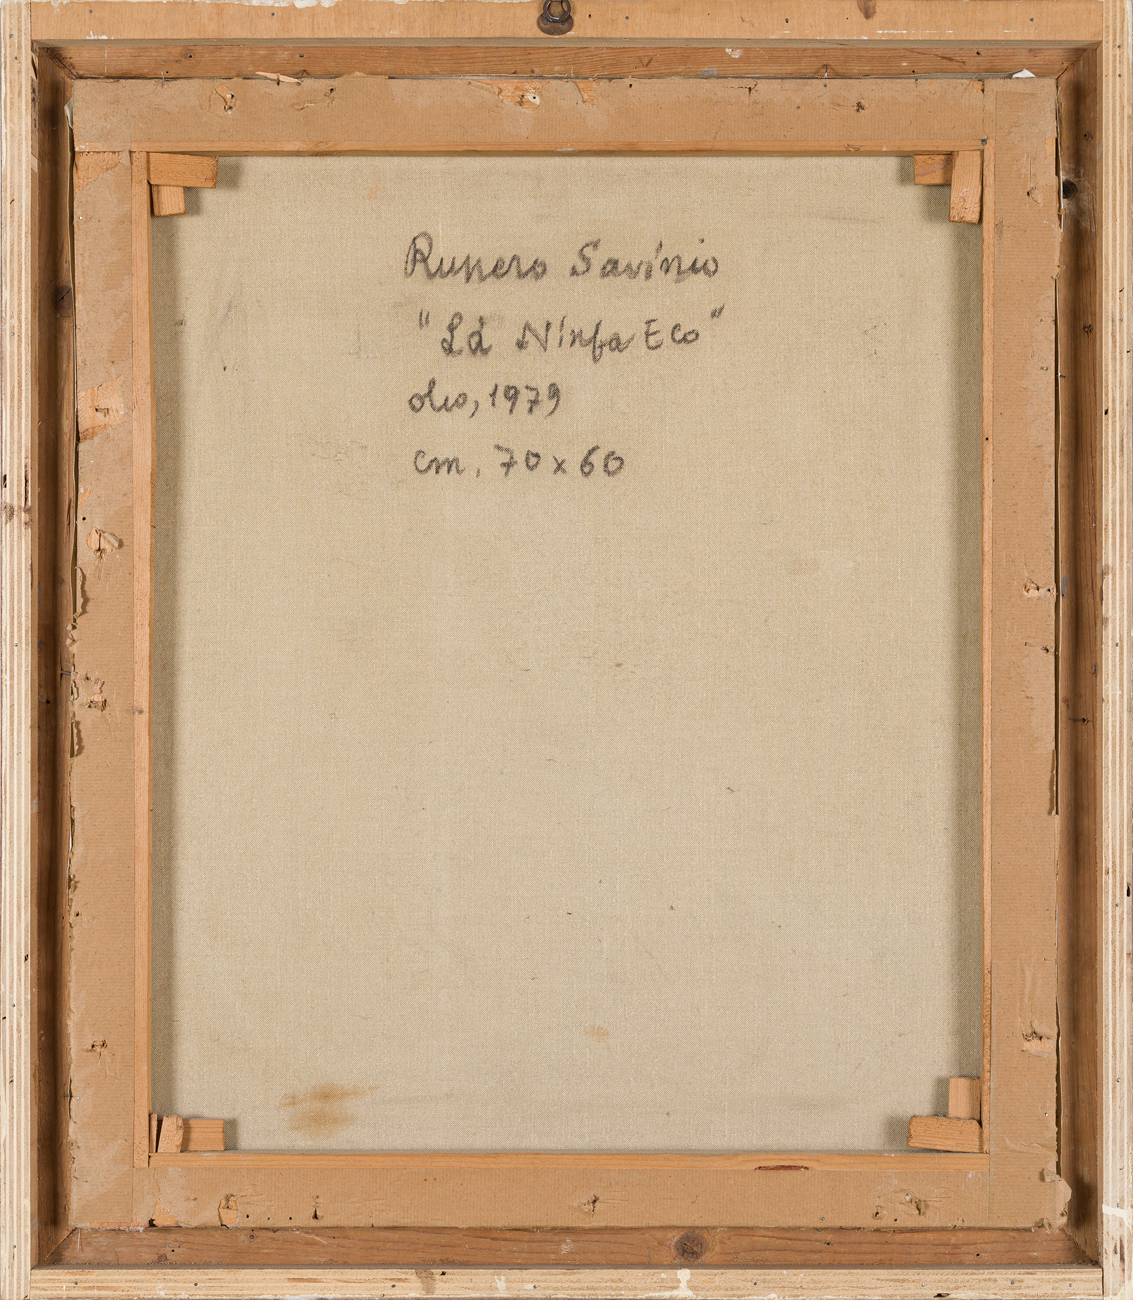 Ruggero Savinio
"La Ninfa Eco"
olio, 1979
cm. 70x60